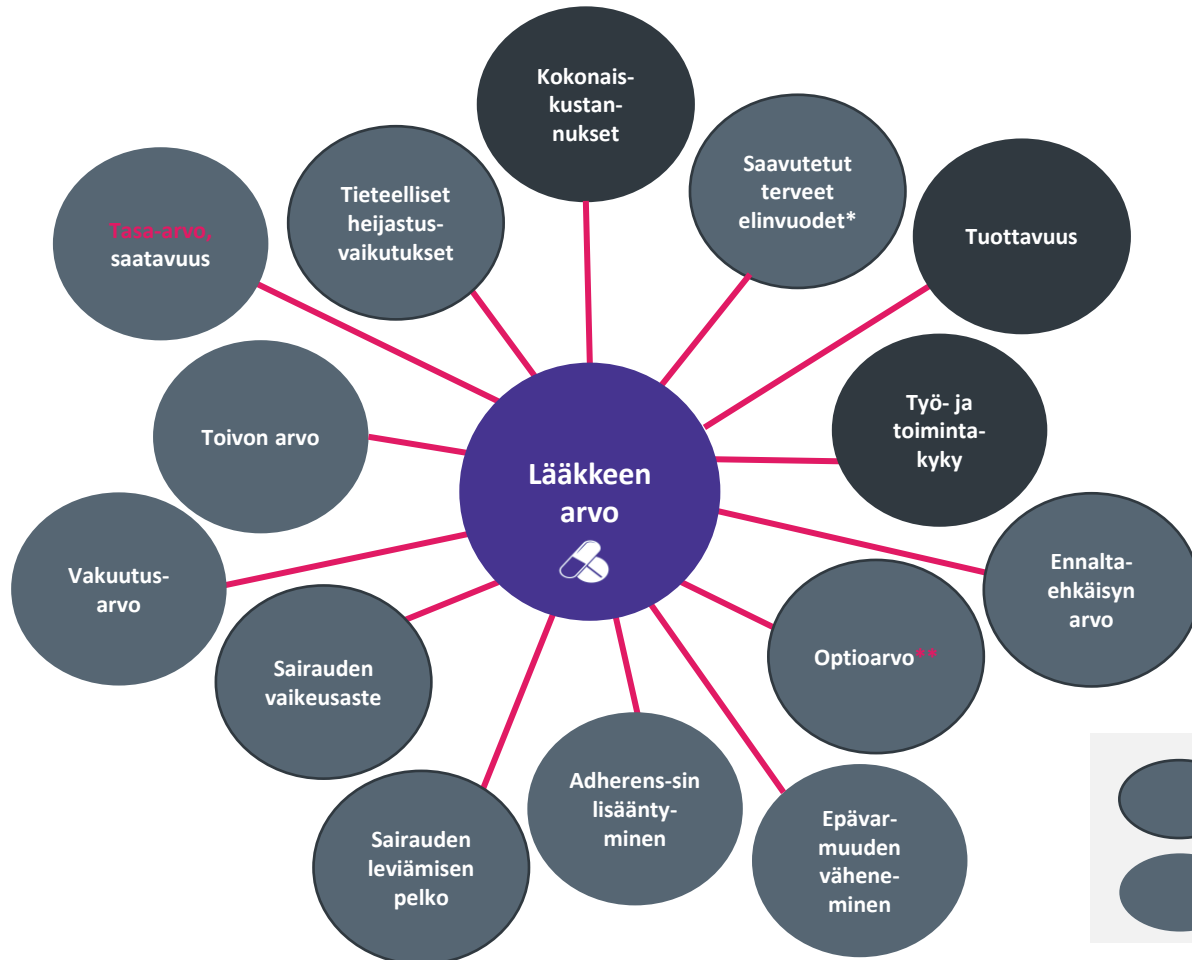 Kokonais-
kustan-
nukset
Saavutetut
terveet
elinvuodet*
Tieteelliset
heijastus-
vaikutukset
Tasa-arvo,
saatavuus
Tuottavuus
Toivon arvo
Työ- ja
toiminta-
kyky
Lääkkeen
arvo
Vakuutus-
arvo
Ennalta-
ehkäisyn
arvo
Sairauden
vaikeusaste
Optioarvo**
Adherens-sin
lisäänty-
minen
Sairauden
leviämisen
pelko
Epävar-
muuden
vähene-
minen